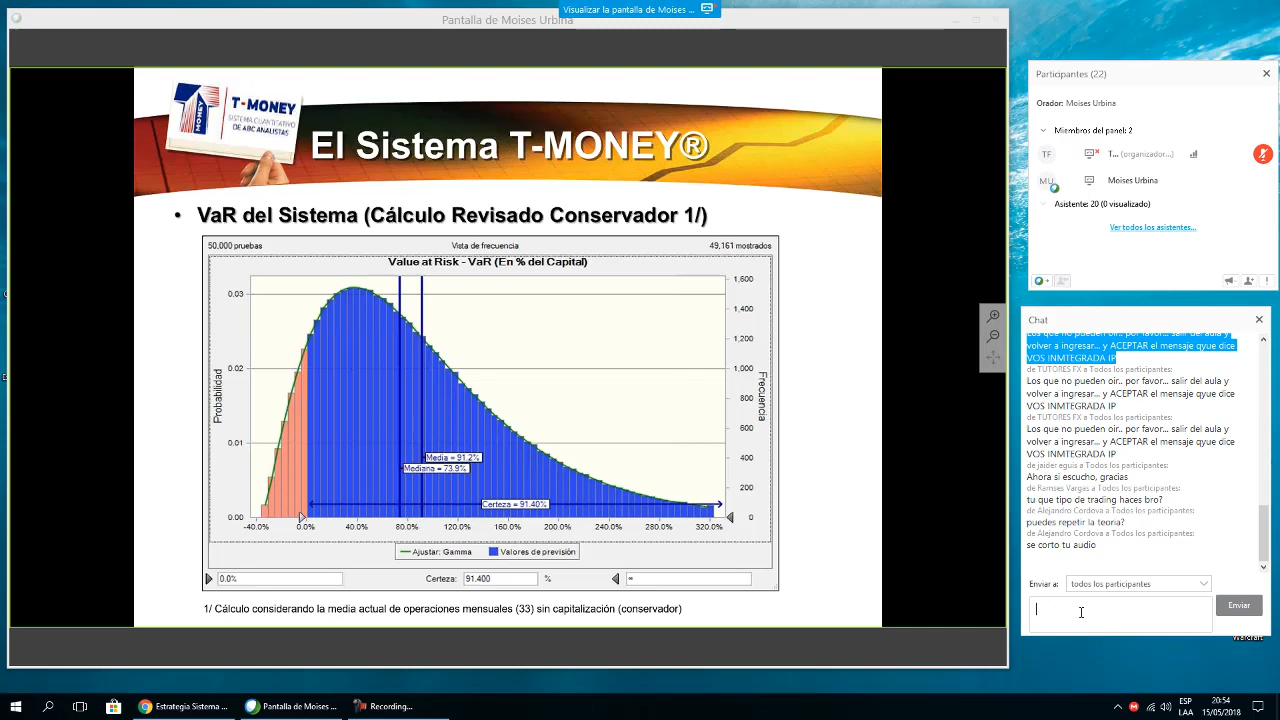 Visualizar la pantalla de Moises ...
Pantalla de Moises Urbina
T-MONEY
SISTEMA CUANTITATIVO
DE ABC ANALISTAS
MONEY
El Sistema T-MONEY®
• VaR del Sistema (Cálculo Revisado Conservador 1/)
50,000 pruebas
Vista de frecuencia
49,161 mostrados
Value at Risk - VaR (En % del Capital)
Probabilidad
0.03
0.02
0.01
0.00
1,600
1,400
1,200
1,000
800
600
400
200
0
Frecuencia
Media = 91.2%
Mediana = 73.9%
Certeza = 91.40%
-40.0%
0.0%
40.0%
80.0%
120.0%
160.0%
200.0%
240.0%
280.0%
320.0%
Ajustar: Gamma
Valores de previsión
0.0%
Certeza:
91.400
%
∞
1/ Cálculo considerando la media actual de operaciones mensuales (33) sin capitalización (conservador)
Participantes (22)
Orador: Moises Urbina
Miembros del panel: 2
TF
T... (organizador...)
MU
Moises Urbina
Asistente: 20 (0 visualizado)
Ver todos los asistentes...
Chat
Los que no pueden oir.. por favor... salir del aula y
volver a ingresar... y ACEPTAR el mensaje qyue dice
VOS INMTEGRADA IP
de TUTORES FX a Todos los participantes:
Los que no pueden oir.. por favor... salir del aula y
volver a ingresar... y ACEPTAR el mensaje qyue dice
VOS INMTEGRADA IP
de TUTORES FX a Todos los participantes:
Los que no pueden oir.. por favor... salir del aula y
volver a ingresar... y ACEPTAR el mensaje qyue dice
VOS INMTEGRADA IP
de jaider eguis a Todos los participantes:
Ahora si escucho, gracias
de Ramses Vargas a Todos los participantes:
tu que tipo de trading haces bro?
de Alejandro Cordova a Todos los participantes:
puedes repetir la teoria?
de Alejandro Cordova a Todos los participantes:
se corto tu audio
Enviar a:
todos los participantes
Enviar
Warcraft
Estrategia Sistema ...
Pantalla de Moises ...
Recording...
ESP
LAA
20:54
15/05/2018